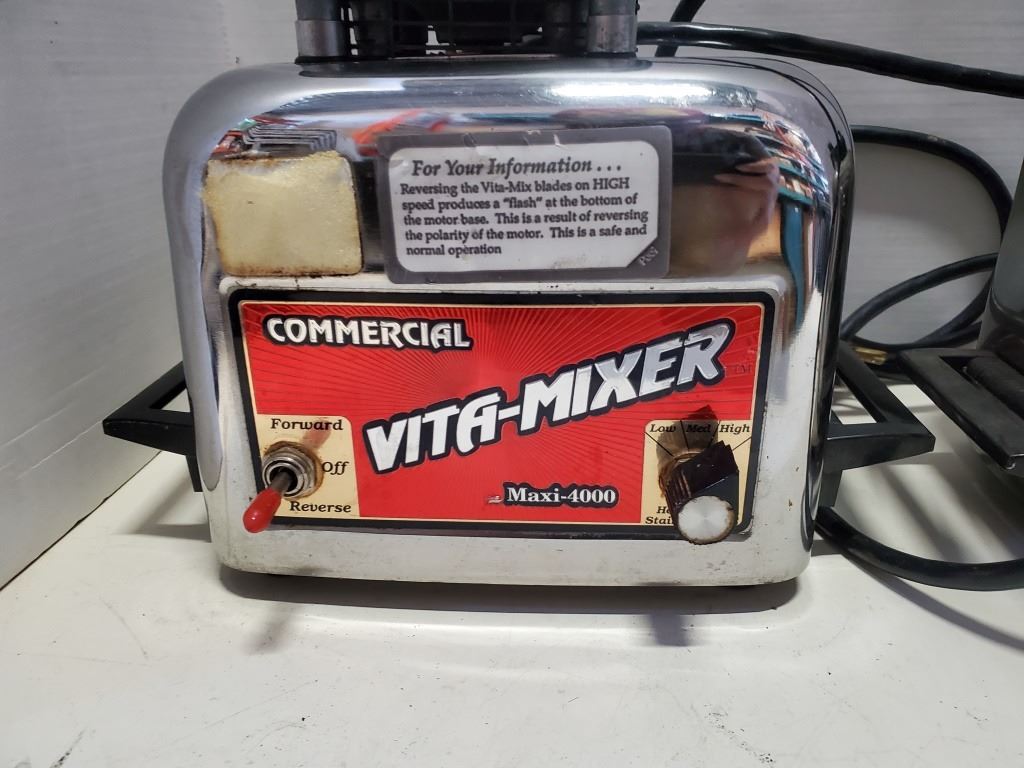 For Your Information . . .
Reversing the Vita-Mix blades on HIGH
speed produces a "flash" at the bottom of
the motor base. This is a result of reversing
the polarity of the motor. This is a safe and
normal operation
COMMERCIAL
VITA-MIXER TM
Forward
Off
Reverse
Low Med High
Maxi-4000